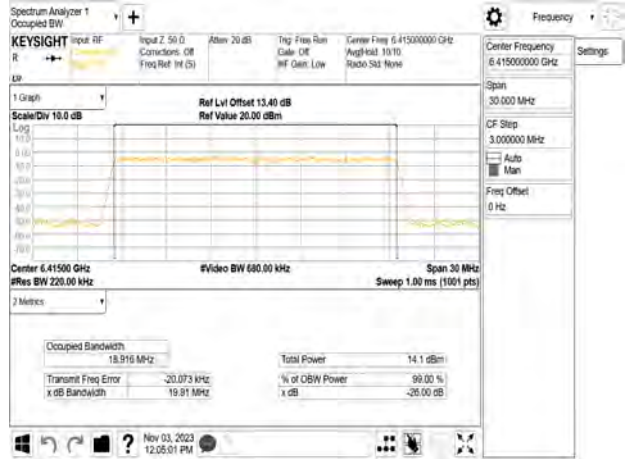 Spectrum Analyzer 1
Occupied BW
Frequency
KEYSIGHT
Input: RF
Input Z: 50 Ω
Atten: 20 dB
Trig: Free Run
Center Freq: 6.415000000 GHz
R
Corrections: Off
Gate: Off
Avg|Hold: 10/10
Freq Ref: Int (S)
#IF Gain: Low
Radio Std: None
Center Frequency
6.415000000 GHz
Settings
Span
30.000 MHz
CF Step
3.000000 MHz
Auto
Man
Freq Offset
0 Hz
1 Graph
Ref Lvl Offset 13.40 dB
Scale/Div 10.0 dB
Ref Value 20.00 dBm
Log
10.0
0.00
Center 6.41500 GHz
#Video BW 680.00 kHz
Span 30 MHz
#Res BW 220.00 kHz
Sweep 1.00 ms (1001 pts)
2 Metrics
Occupied Bandwidth
18.916 MHz
Total Power
14.1 dBm
Transmit Freq Error
-20.073 kHz
% of OBW Power
99.00 %
x dB Bandwidth
19.91 MHz
x dB
-26.00 dB
?
Nov 03, 2023
12:05:01 PM